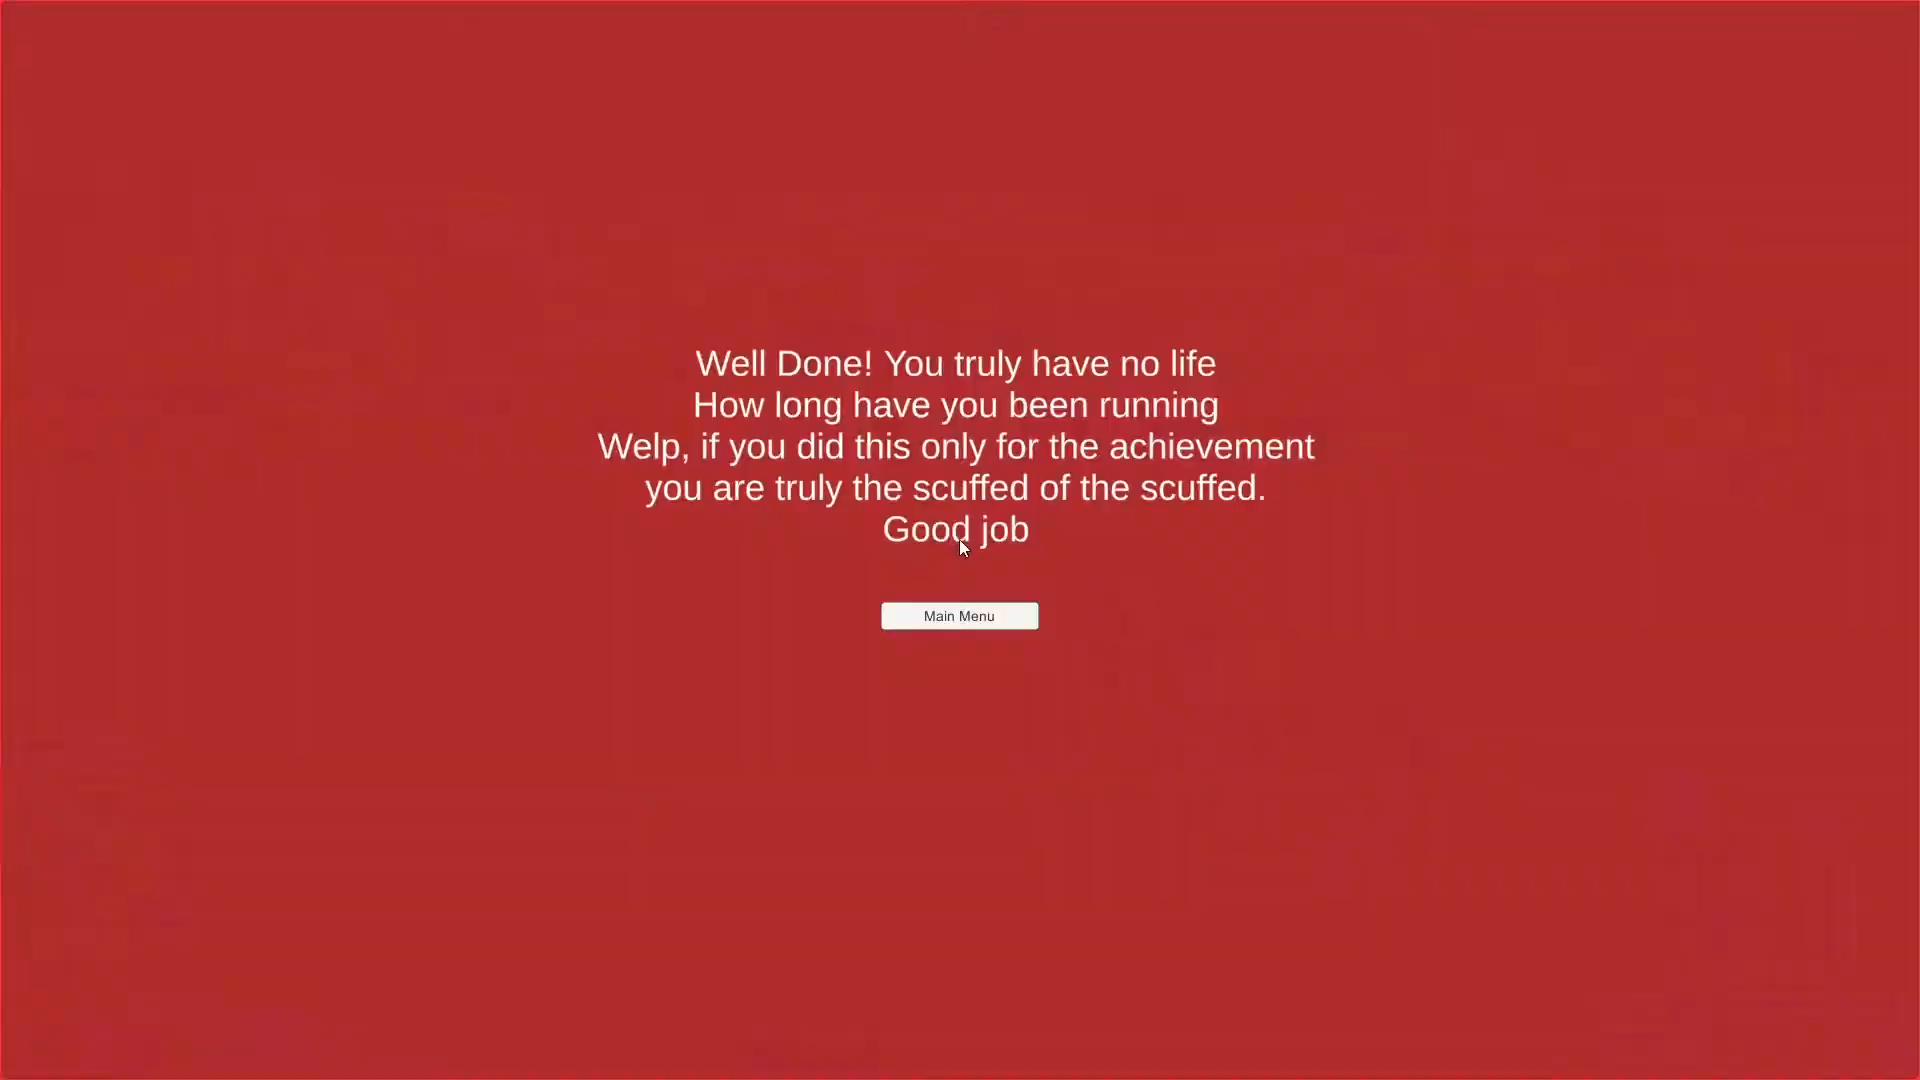 Well Done! You truly have no life
How long have you been running
Welp, if you did this only for the achievement
you are truly the scuffed of the scuffed.
Good job
Main Menu